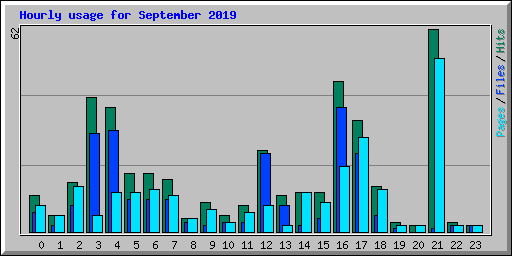 Hourly usage for September 2019
62
Pages/Files/Hits
0 1 2 3 4 5 6 7 8 9 10 11 12 13 14 15 16 17 18 19 20 21 22 23